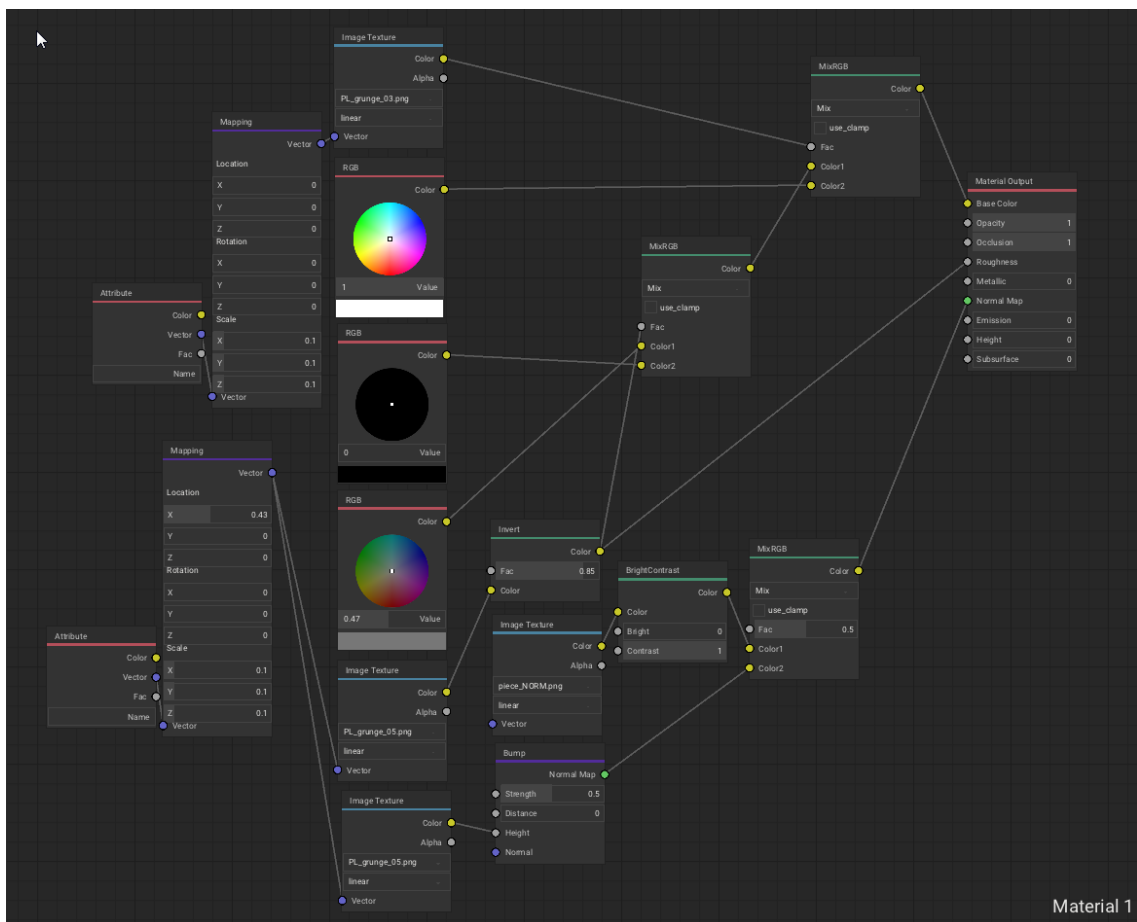 Image Texture
Color
Alpha
PL_grunge_03.png
linear
Vector
Mapping
Vector
Location
X 0
Y 0
Z 0
Rotation
X 0
Y 0
Z 0
Scale
X 0.1
Y 0.1
Z 0.1
Vector
RGB
Color
1 Value
Attribute
Color
Vector
Fac
Name
RGB
Color
0 Value
MixRGB
Color
Mix
use_clamp
Fac
Color1
Color2
MixRGB
Color
Mix
use_clamp
Fac
Color1
Color2
Material Output
Base Color
Opacity 1
Occlusion 1
Roughness
Metallic 0
Normal Map
Emission 0
Height 0
Subsurface 0
Mapping
Vector
Location
X 0.43
Y 0
Z 0
Rotation
X 0
Y 0
Z 0
Scale
X 0.1
Y 0.1
Z 0.1
Vector
Attribute
Color
Vector
Fac
Name
RGB
Color
0.47 Value
Image Texture
Color
Alpha
PL_grunge_05.png
linear
Vector
Image Texture
Color
Alpha
PL_grunge_05.png
linear
Vector
Invert
Color
Fac 0.85
Color
Image Texture
Color
Alpha
piece_NORM.png
linear
Vector
Bump
Normal Map
Strength 0.5
Distance 0
Height
Normal
BrightContrast
Color
Color
Bright 0
Contrast 1
MixRGB
Color
Mix
use_clamp
Fac 0.5
Color1
Color2
Material 1